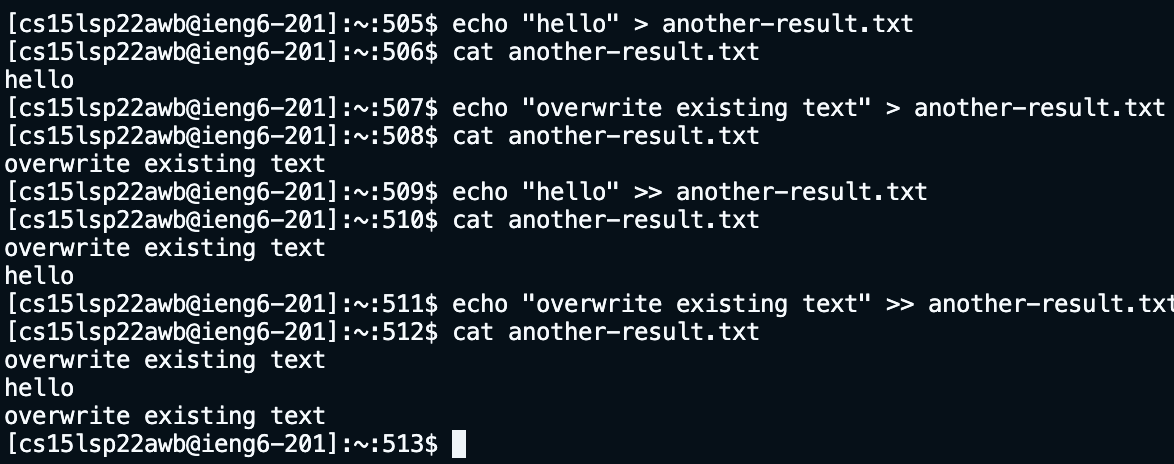 [cs15lsp22awb@ieng6-201]:~:505$ echo "hello" > another-result.txt
[cs15lsp22awb@ieng6-201]:~:506$ cat another-result.txt
hello
[cs15lsp22awb@ieng6-201]:~:507$ echo "overwrite existing text" > another-result.txt
[cs15lsp22awb@ieng6-201]:~:508$ cat another-result.txt
overwrite existing text
[cs15lsp22awb@ieng6-201]:~:509$ echo "hello" >> another-result.txt
[cs15lsp22awb@ieng6-201]:~:510$ cat another-result.txt
overwrite existing text
hello
[cs15lsp22awb@ieng6-201]:~:511$ echo "overwrite existing text" >> another-result.txt
[cs15lsp22awb@ieng6-201]:~:512$ cat another-result.txt
overwrite existing text
hello
overwrite existing text
[cs15lsp22awb@ieng6-201]:~:513$